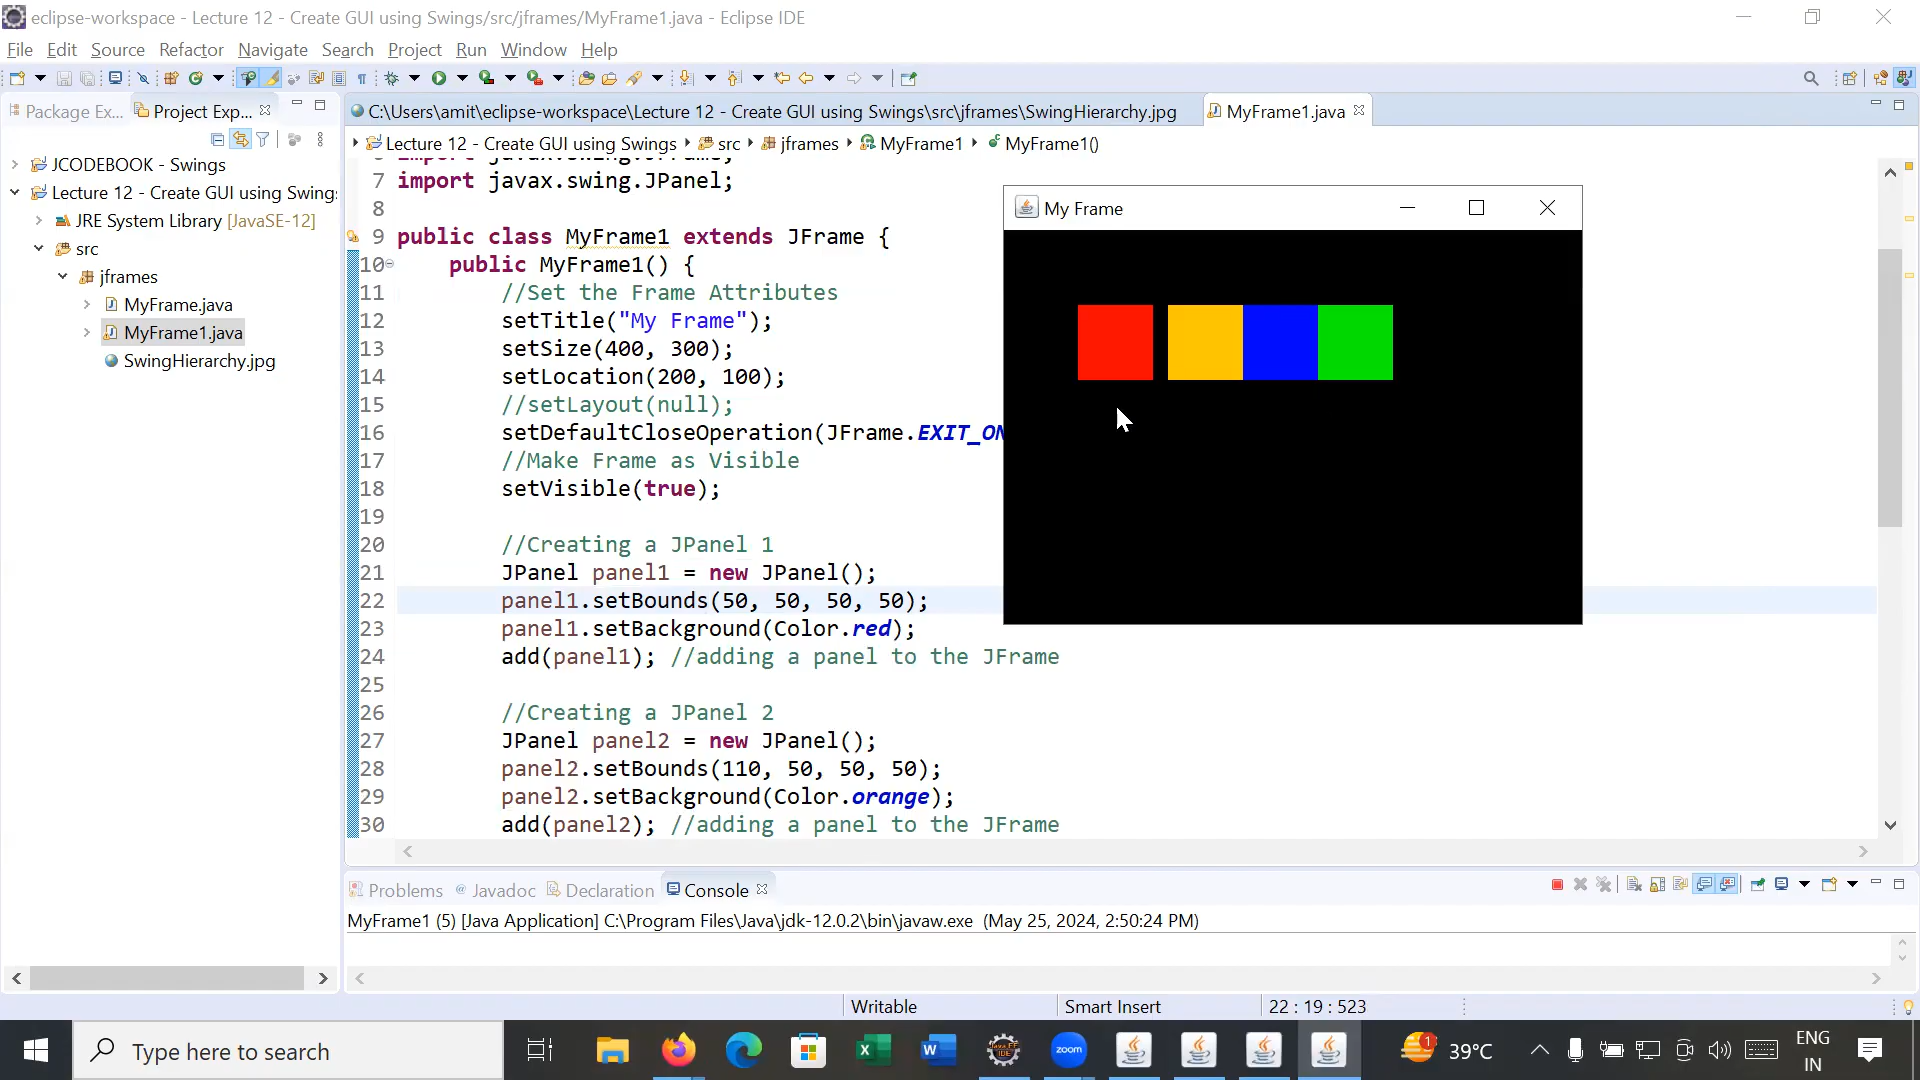 eclipse-workspace - Lecture 12 - Create GUI using Swings/src/jframes/MyFrame1.java - Eclipse IDE
File Edit Source Refactor Navigate Search Project Run Window Help
Package Ex... Project Exp... C:\Users\amit\eclipse-workspace\Lecture 12 - Create GUI using Swings\src\jframes\SwingHierarchy.jpg MyFrame1.java
Lecture 12 - Create GUI using Swings src jframes MyFrame1 MyFrame1()
JCODEBOOK - Swings
Lecture 12 - Create GUI using Swing
JRE System Library [JavaSE-12]
src
jframes
MyFrame.java
MyFrame1.java
SwingHierarchy.jpg
7 import javax.swing.JPanel;
8
9 public class MyFrame1 extends JFrame {
10 public MyFrame1() {
11 //Set the Frame Attributes
12 setTitle("My Frame");
13 setSize(400, 300);
14 setLocation(200, 100);
15 //setLayout(null);
16 setDefaultCloseOperation(JFrame.EXIT_ON
17 //Make Frame as Visible
18 setVisible(true);
19
20 //Creating a JPanel 1
21 JPanel panel1 = new JPanel();
22 panel1.setBounds(50, 50, 50, 50);
23 panel1.setBackground(Color.red);
24 add(panel1); //adding a panel to the JFrame
25
26 //Creating a JPanel 2
27 JPanel panel2 = new JPanel();
28 panel2.setBounds(110, 50, 50, 50);
29 panel2.setBackground(Color.orange);
30 add(panel2); //adding a panel to the JFrame
My Frame
Problems Javadoc Declaration Console
MyFrame1 (5) [Java Application] C:\Program Files\Java\jdk-12.0.2\bin\javaw.exe (May 25, 2024, 2:50:24 PM)
Writable Smart Insert 22 : 19 : 523
Type here to search
zoom
1
39°C
ENG
IN